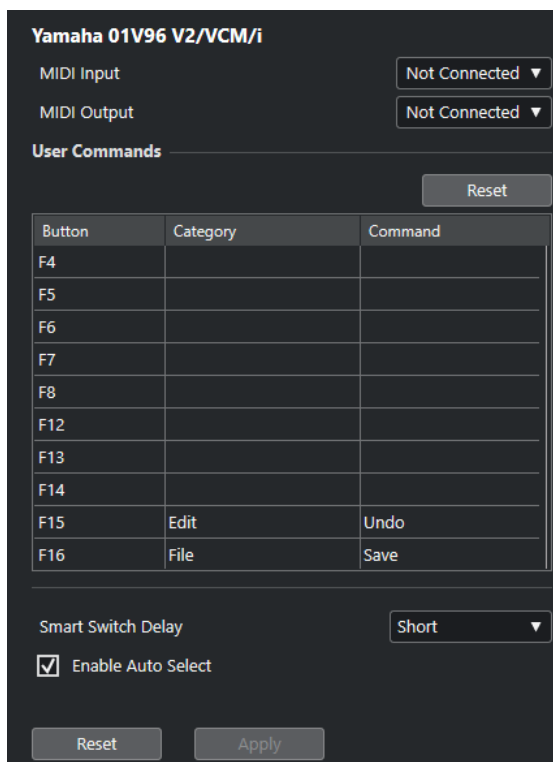 Yamaha 01V96 V2/VCM/i
MIDI Input Not Connected
MIDI Output Not Connected
User Commands
Reset
Button Category Command
F4
F5
F6
F7
F8
F12
F13
F14
F15 Edit Undo
F16 File Save
Smart Switch Delay Short
Enable Auto Select
Reset Apply